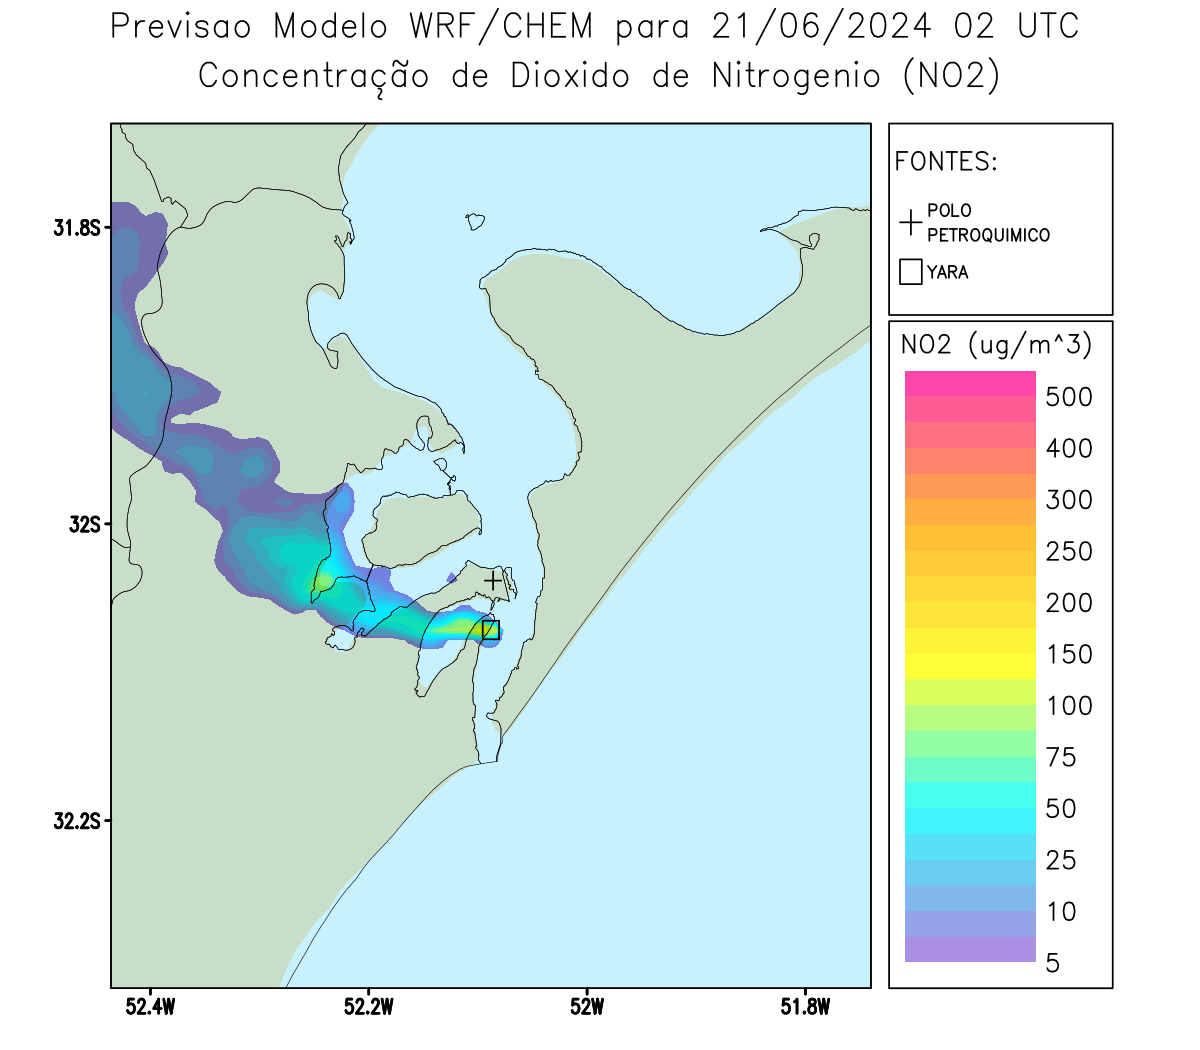 Previsao Modelo WRF/CHEM para 21/06/2024 02 UTC
Concentração de Dioxido de Nitrogenio (NO2)
FONTES:
POLO
PETROQUIMICO
YARA
NO2 (ug/m^3)
500
400
300
250
200
150
100
75
50
25
10
5
31.8S
32S
32.2S
52.4W
52.2W
52W
51.8W